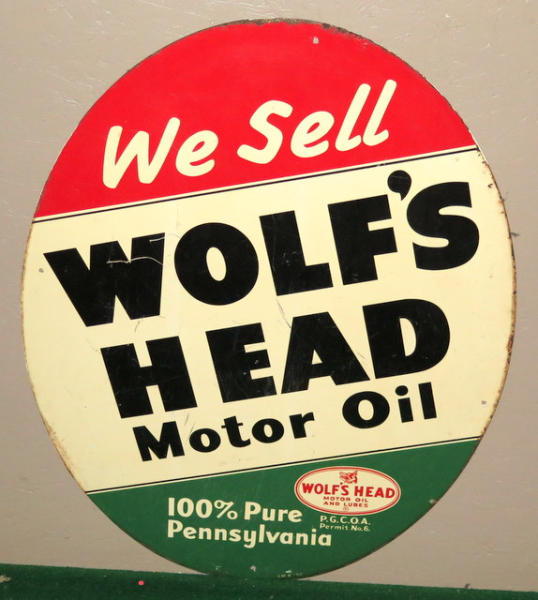 We Sell
WOLF'S
HEAD
Motor Oil
100% Pure
Pennsylvania
WOLF'S HEAD
MOTOR OIL
AND LUBES
P.G.C.O.A.
Permit No. 6.